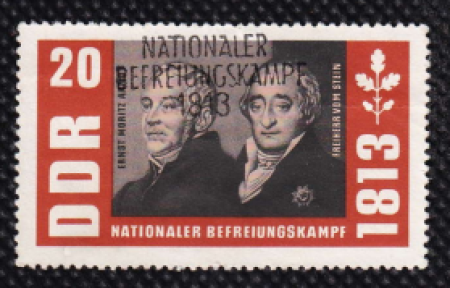 20
DDR
NATIONALER
BEFREIUNGSKAMPF
1813
ERNST MORITZ ARNDT
FREIHERR VOM STEIN
1813
NATIONALER BEFREIUNGSKAMPF